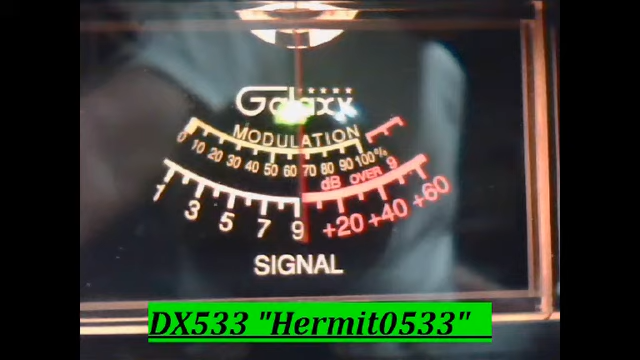 Galaxy
MODULATION
0 10 20 30 40 50 60 70 80 90 100%
dB OVER 9
1 3 5 7 9 +20 +40 +60
SIGNAL
DX533 "Hermit0533"